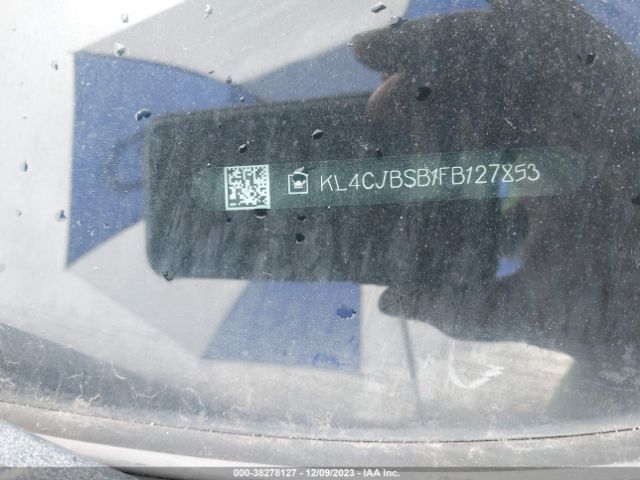 KL4CJBSB1FB127853
000-38278127 - 12/09/2023 - IAA Inc.